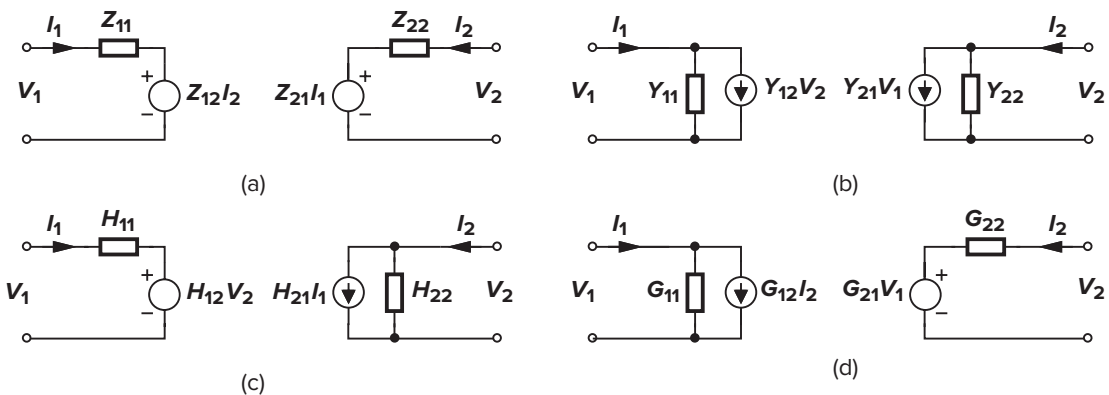 I1 Z11 Z22 I2 I1 I2
V1 + − Z12I2 Z21I1 + − V2 V1 Y11 Y12V2 Y21V1 Y22 V2
(a) (b)
I1 H11 I2 I1 G22 I2
V1 + − H12V2 H21I1 H22 V2 V1 G11 G12I2 G21V1 + − V2
(c) (d)